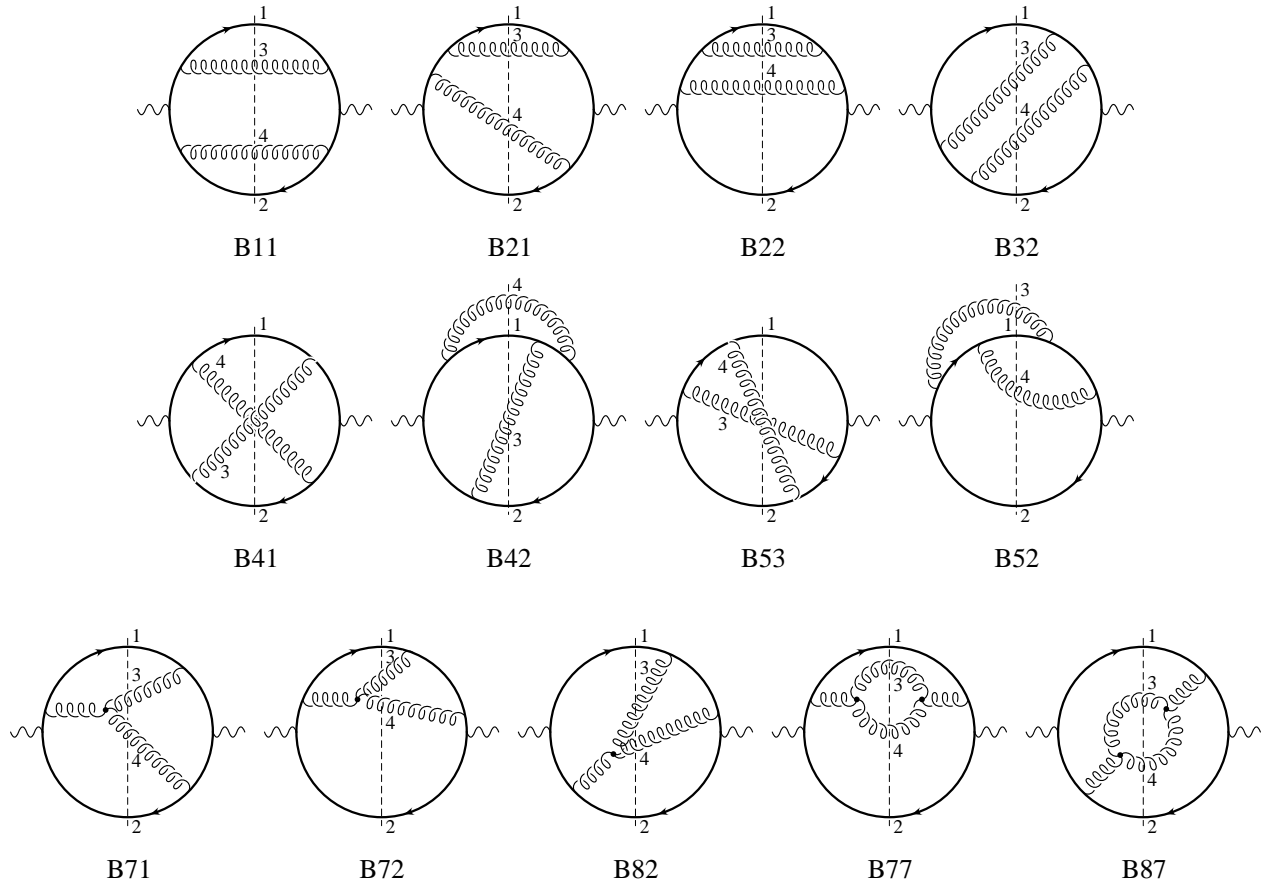 1 1 1 1
3 3 3 3
4 4 4 4
2 2 2 2
B11 B21 B22 B32
4 3
1 1 1 1
4 4 4
3 3 3
2 2 2 2
B41 B42 B53 B52
1 1 1 1 1
3 3 3 3 3
4 4 4 4 4
2 2 2 2 2
B71 B72 B82 B77 B87